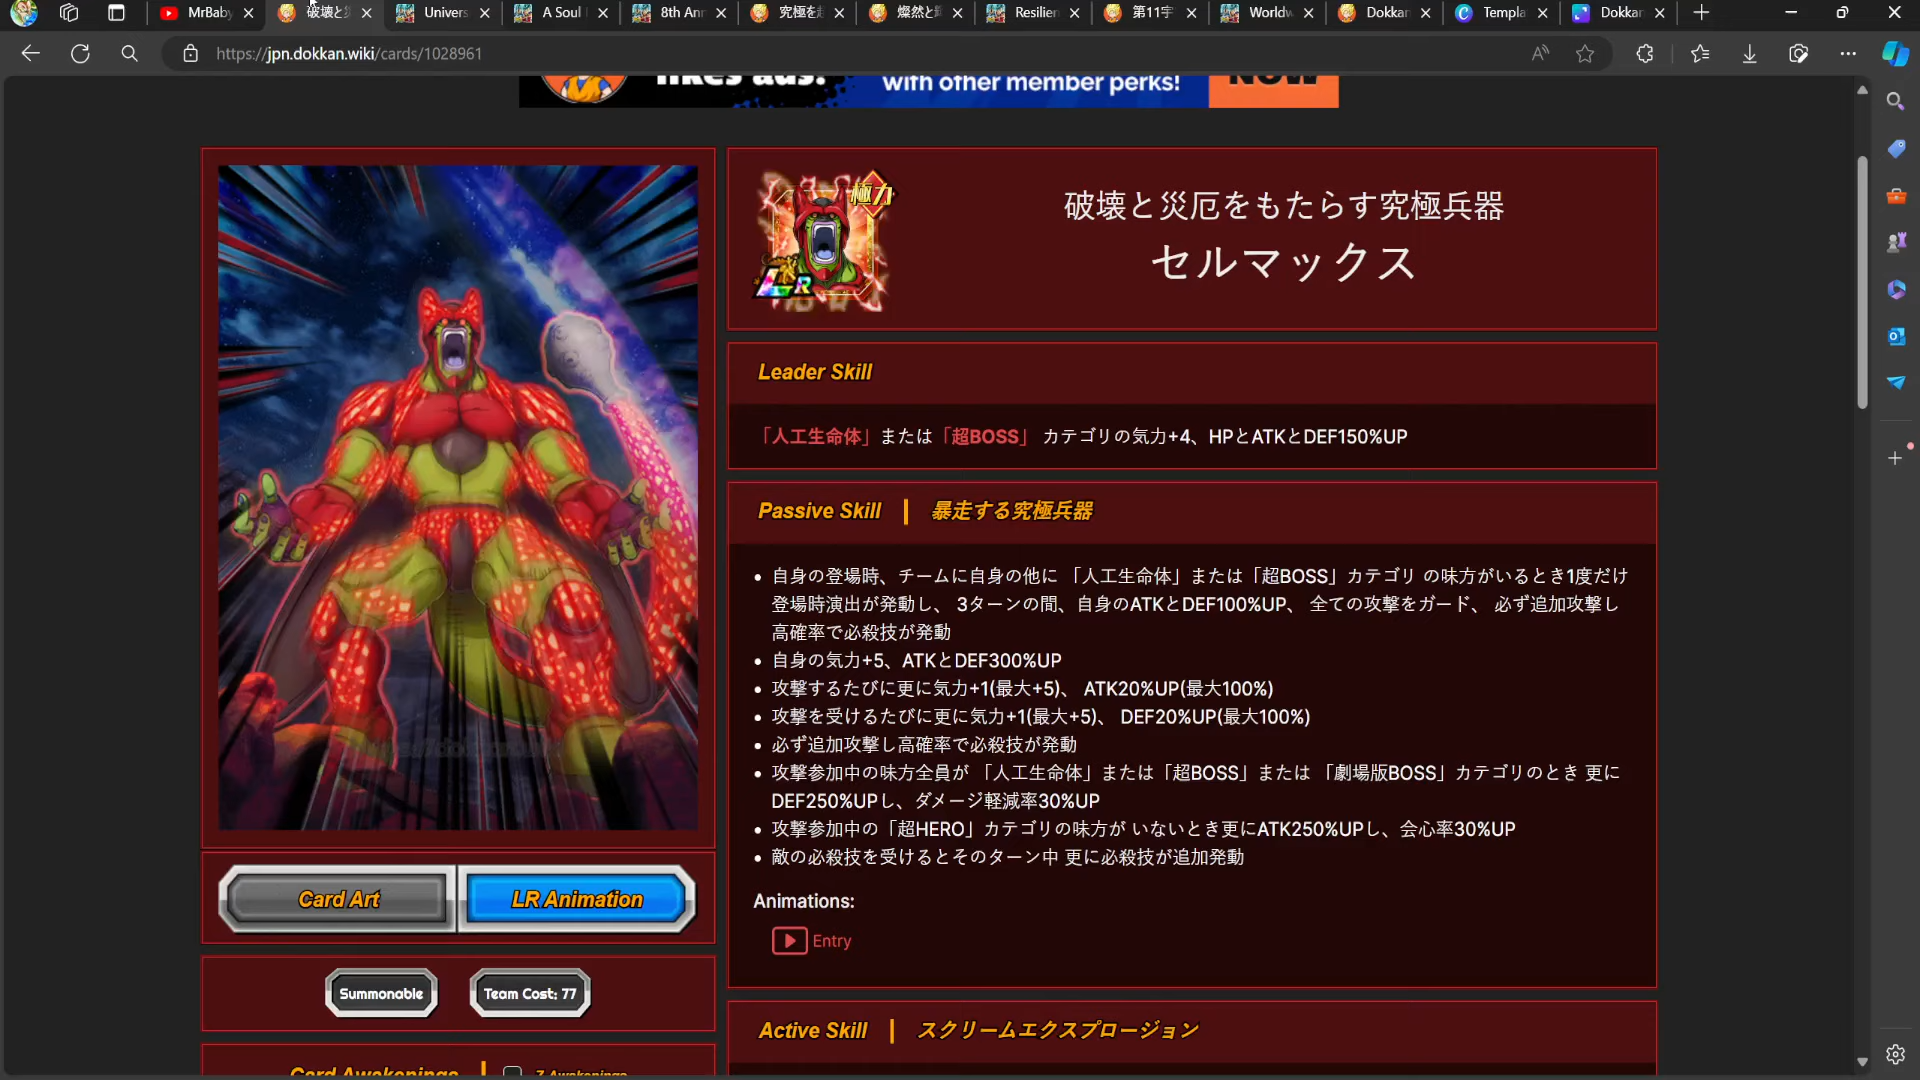 MrBaby
破壊と災
Univers
A Soul
8th Ann
究極を超
燦然と輝
Resilien
第11宇
Worldw
Dokkan
Templa
Dokkan
https://jpn.dokkan.wiki/cards/1028961
likes ads!
with other member perks!
NOW
極力
LR
破壊と災厄をもたらす究極兵器
セルマックス
Leader Skill
「人工生命体」または「超BOSS」 カテゴリの気力+4、HPとATKとDEF150%UP
Passive Skill | 暴走する究極兵器
• 自身の登場時、チームに自身の他に 「人工生命体」または「超BOSS」カテゴリ の味方がいるとき1度だけ
登場時演出が発動し、 3ターンの間、自身のATKとDEF100%UP、 全ての攻撃をガード、 必ず追加攻撃し
高確率で必殺技が発動
• 自身の気力+5、ATKとDEF300%UP
• 攻撃するたびに更に気力+1(最大+5)、 ATK20%UP(最大100%)
• 攻撃を受けるたびに更に気力+1(最大+5)、 DEF20%UP(最大100%)
• 必ず追加攻撃し高確率で必殺技が発動
• 攻撃参加中の味方全員が 「人工生命体」または「超BOSS」または 「劇場版BOSS」カテゴリのとき 更に
DEF250%UPし、ダメージ軽減率30%UP
• 攻撃参加中の「超HERO」カテゴリの味方が いないとき更にATK250%UPし、会心率30%UP
• 敵の必殺技を受けるとそのターン中 更に必殺技が追加発動
Animations:
Entry
Card Art
LR Animation
Summonable
Team Cost: 77
Active Skill | スクリームエクスプロージョン
Card Awakenings | Z Awakenings